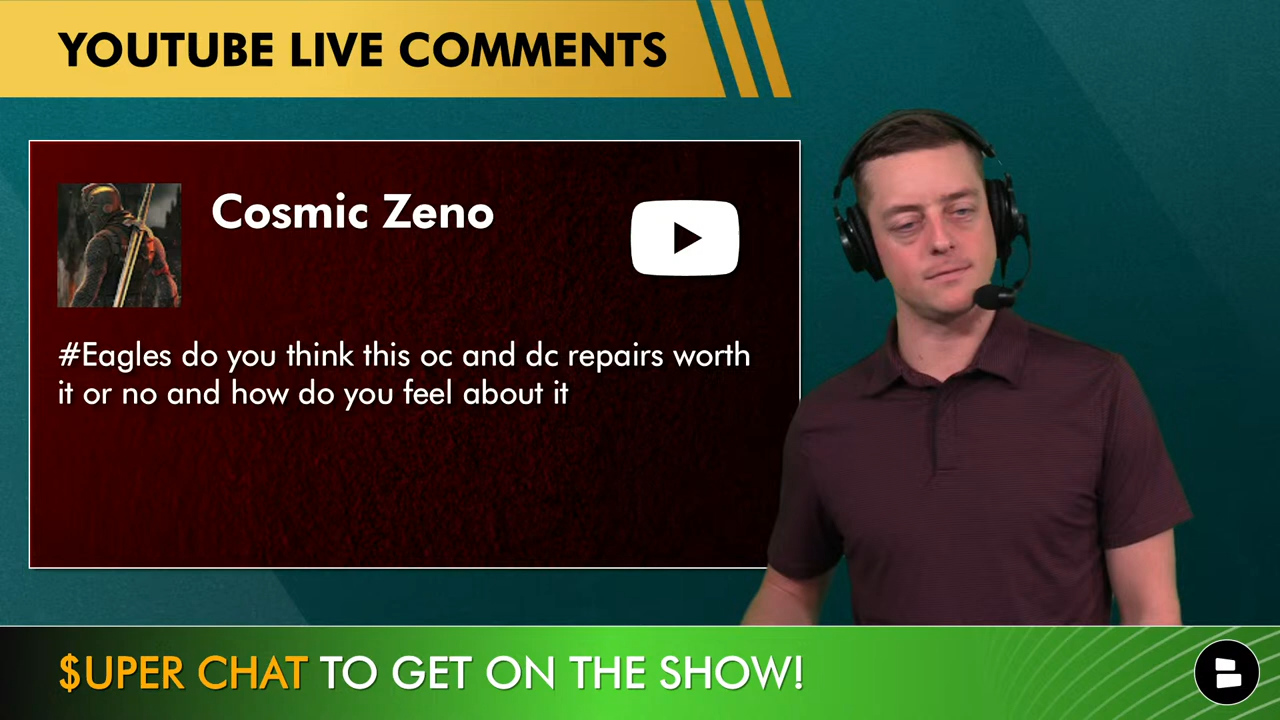 YOUTUBE LIVE COMMENTS
Cosmic Zeno
#Eagles do you think this oc and dc repairs worth
it or no and how do you feel about it
$UPER CHAT TO GET ON THE SHOW!